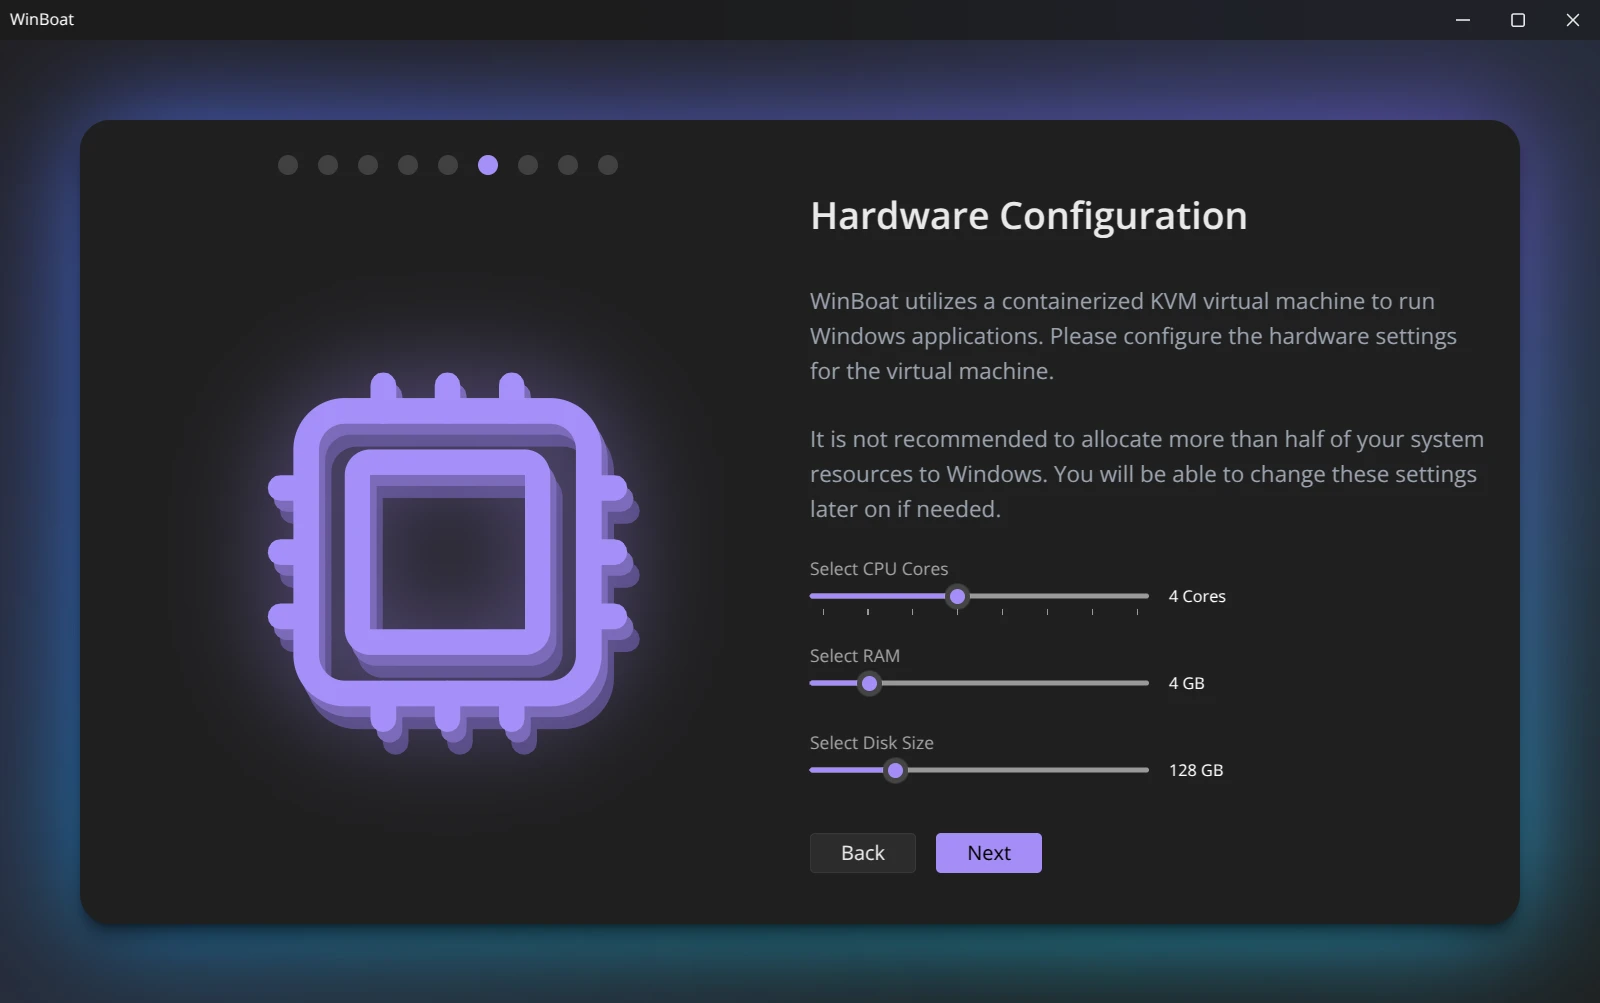 WinBoat
Hardware Configuration
WinBoat utilizes a containerized KVM virtual machine to run
Windows applications. Please configure the hardware settings
for the virtual machine.
It is not recommended to allocate more than half of your system
resources to Windows. You will be able to change these settings
later on if needed.
Select CPU Cores
4 Cores
Select RAM
4 GB
Select Disk Size
128 GB
Back Next